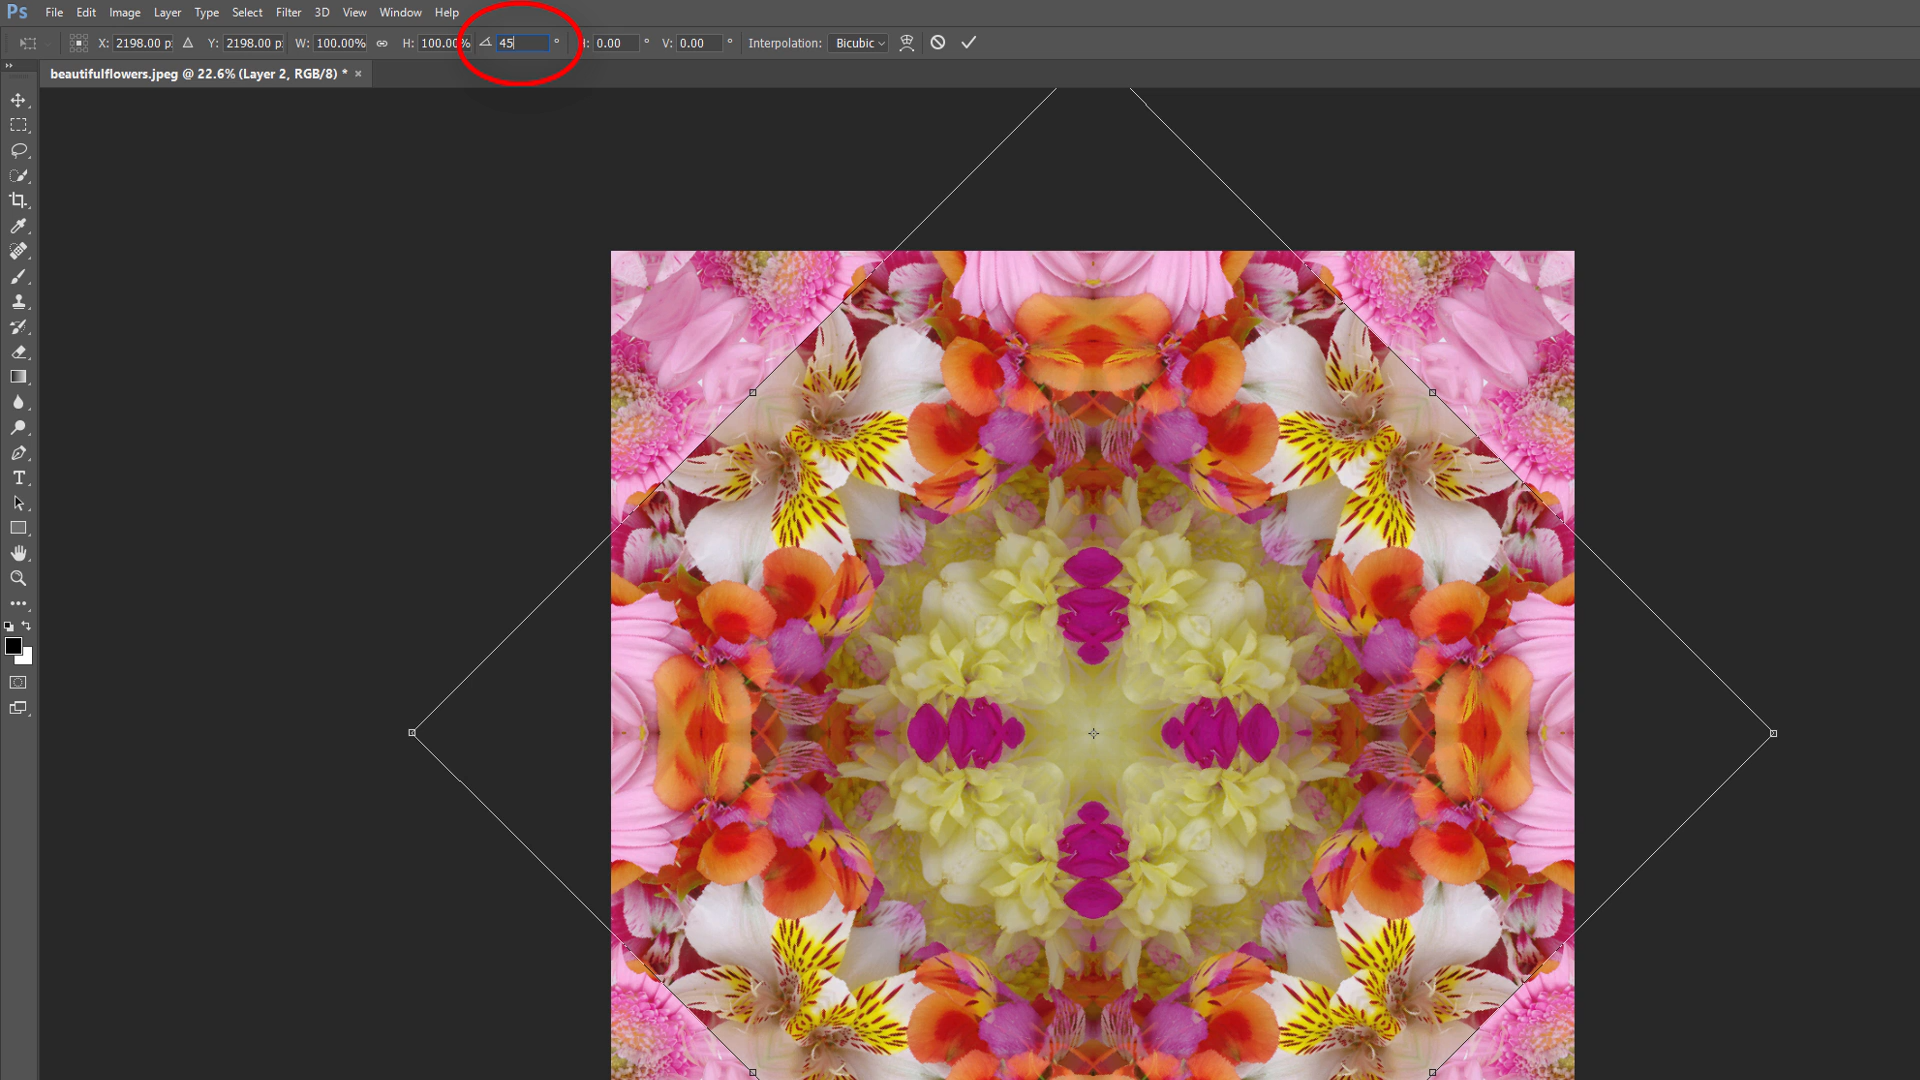 Ps File Edit Image Layer Type Select Filter 3D View Window Help
X: 2198.00 p Y: 2198.00 p W: 100.00% H: 100.00% 45 ° : 0.00 ° V: 0.00 ° Interpolation: Bicubic
beautifulflowers.jpeg @ 22.6% (Layer 2, RGB/8) * ×
T